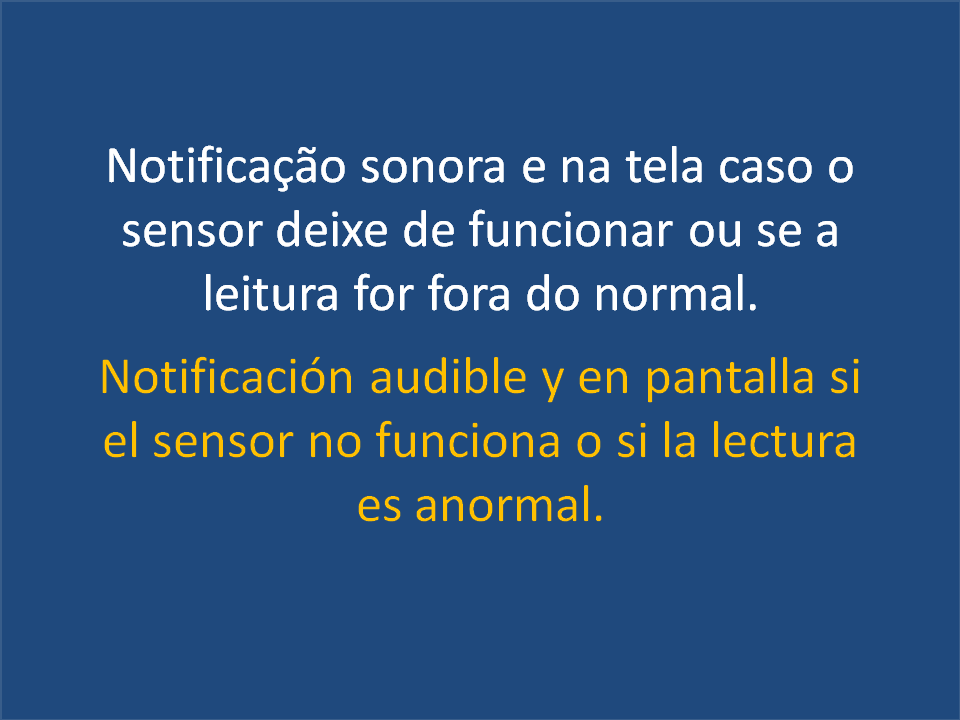 Notificação sonora e na tela caso o
sensor deixe de funcionar ou se a
leitura for fora do normal.
Notificación audible y en pantalla si
el sensor no funciona o si la lectura
es anormal.